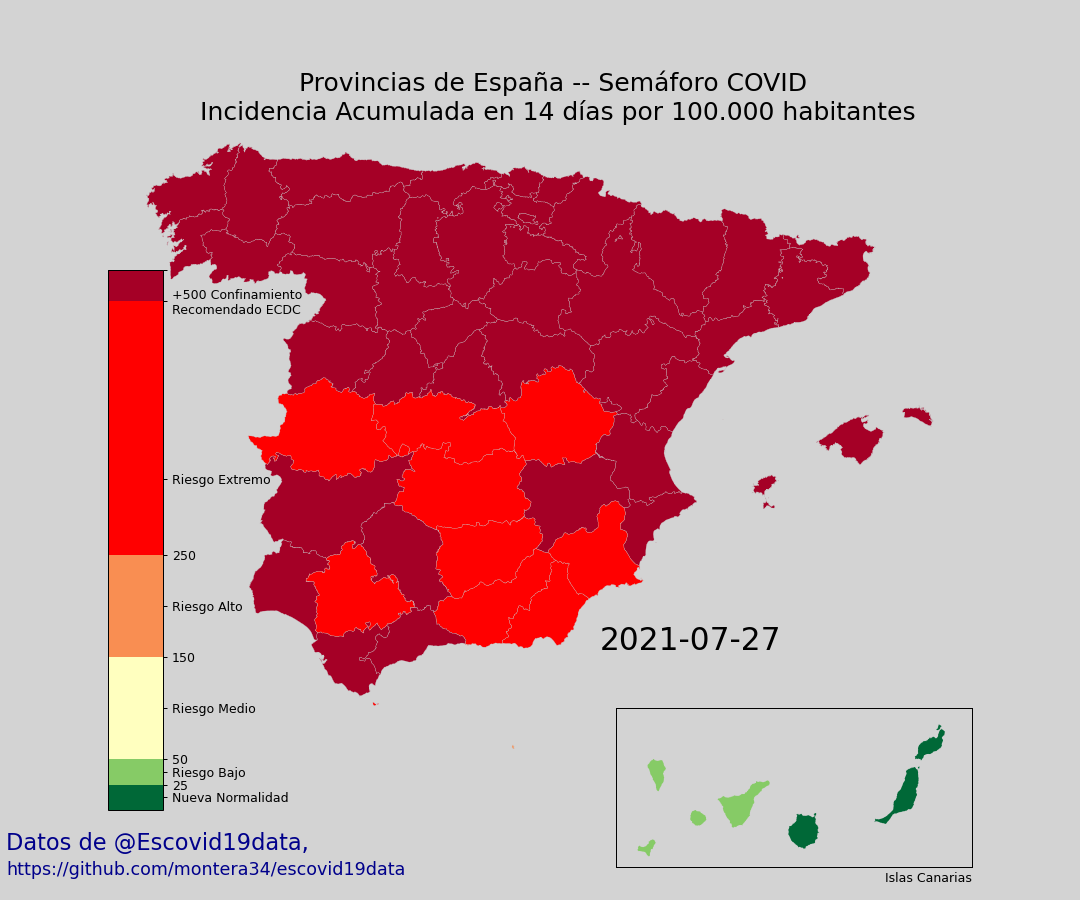 Provincias de España -- Semáforo COVID
Incidencia Acumulada en 14 días por 100.000 habitantes
+500 Confinamiento
Recomendado ECDC
Riesgo Extremo
250
Riesgo Alto
2021-07-27
150
Riesgo Medio
50
Riesgo Bajo
25
Nueva Normalidad
Islas Canarias
Datos de @Escovid19data,
https://github.com/montera34/escovid19data